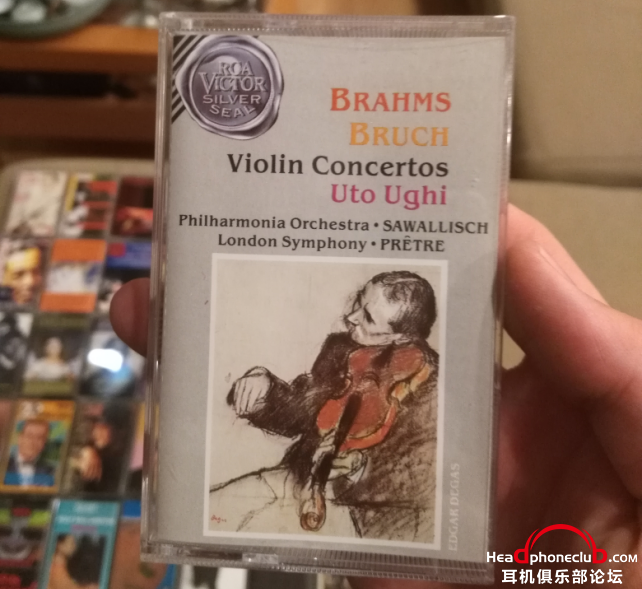 RCA
VICTOR
SILVER
SEAL
BRAHMS
BRUCH
Violin Concertos
Uto Ughi
Philharmonia Orchestra • SAWALLISCH
London Symphony • PRÊTRE
EDGAR DEGAS
Headphoneclub.com
耳机俱乐部论坛